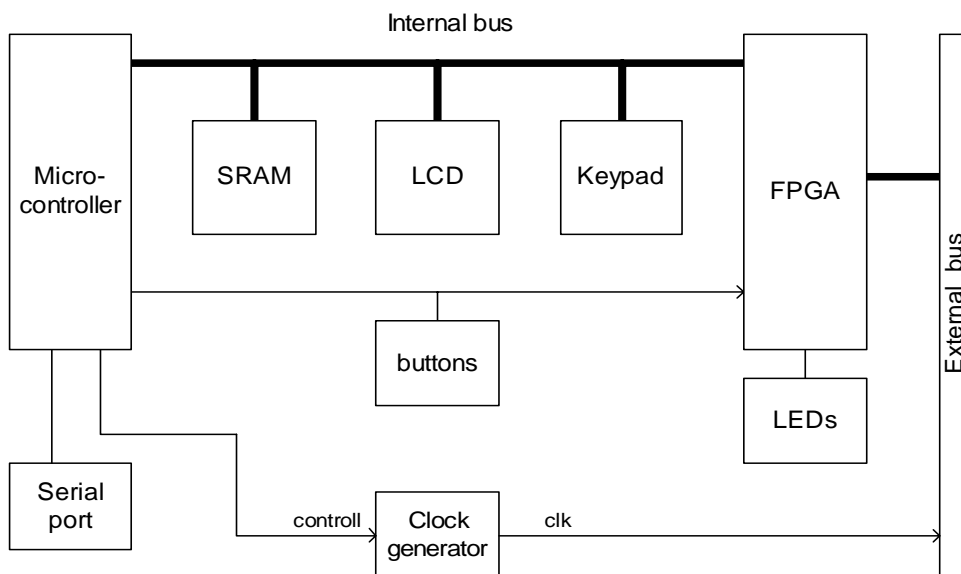 Internal bus
Micro-
controller
SRAM
LCD
Keypad
FPGA
External bus
buttons
LEDs
Serial
port
controll
Clock
generator
clk